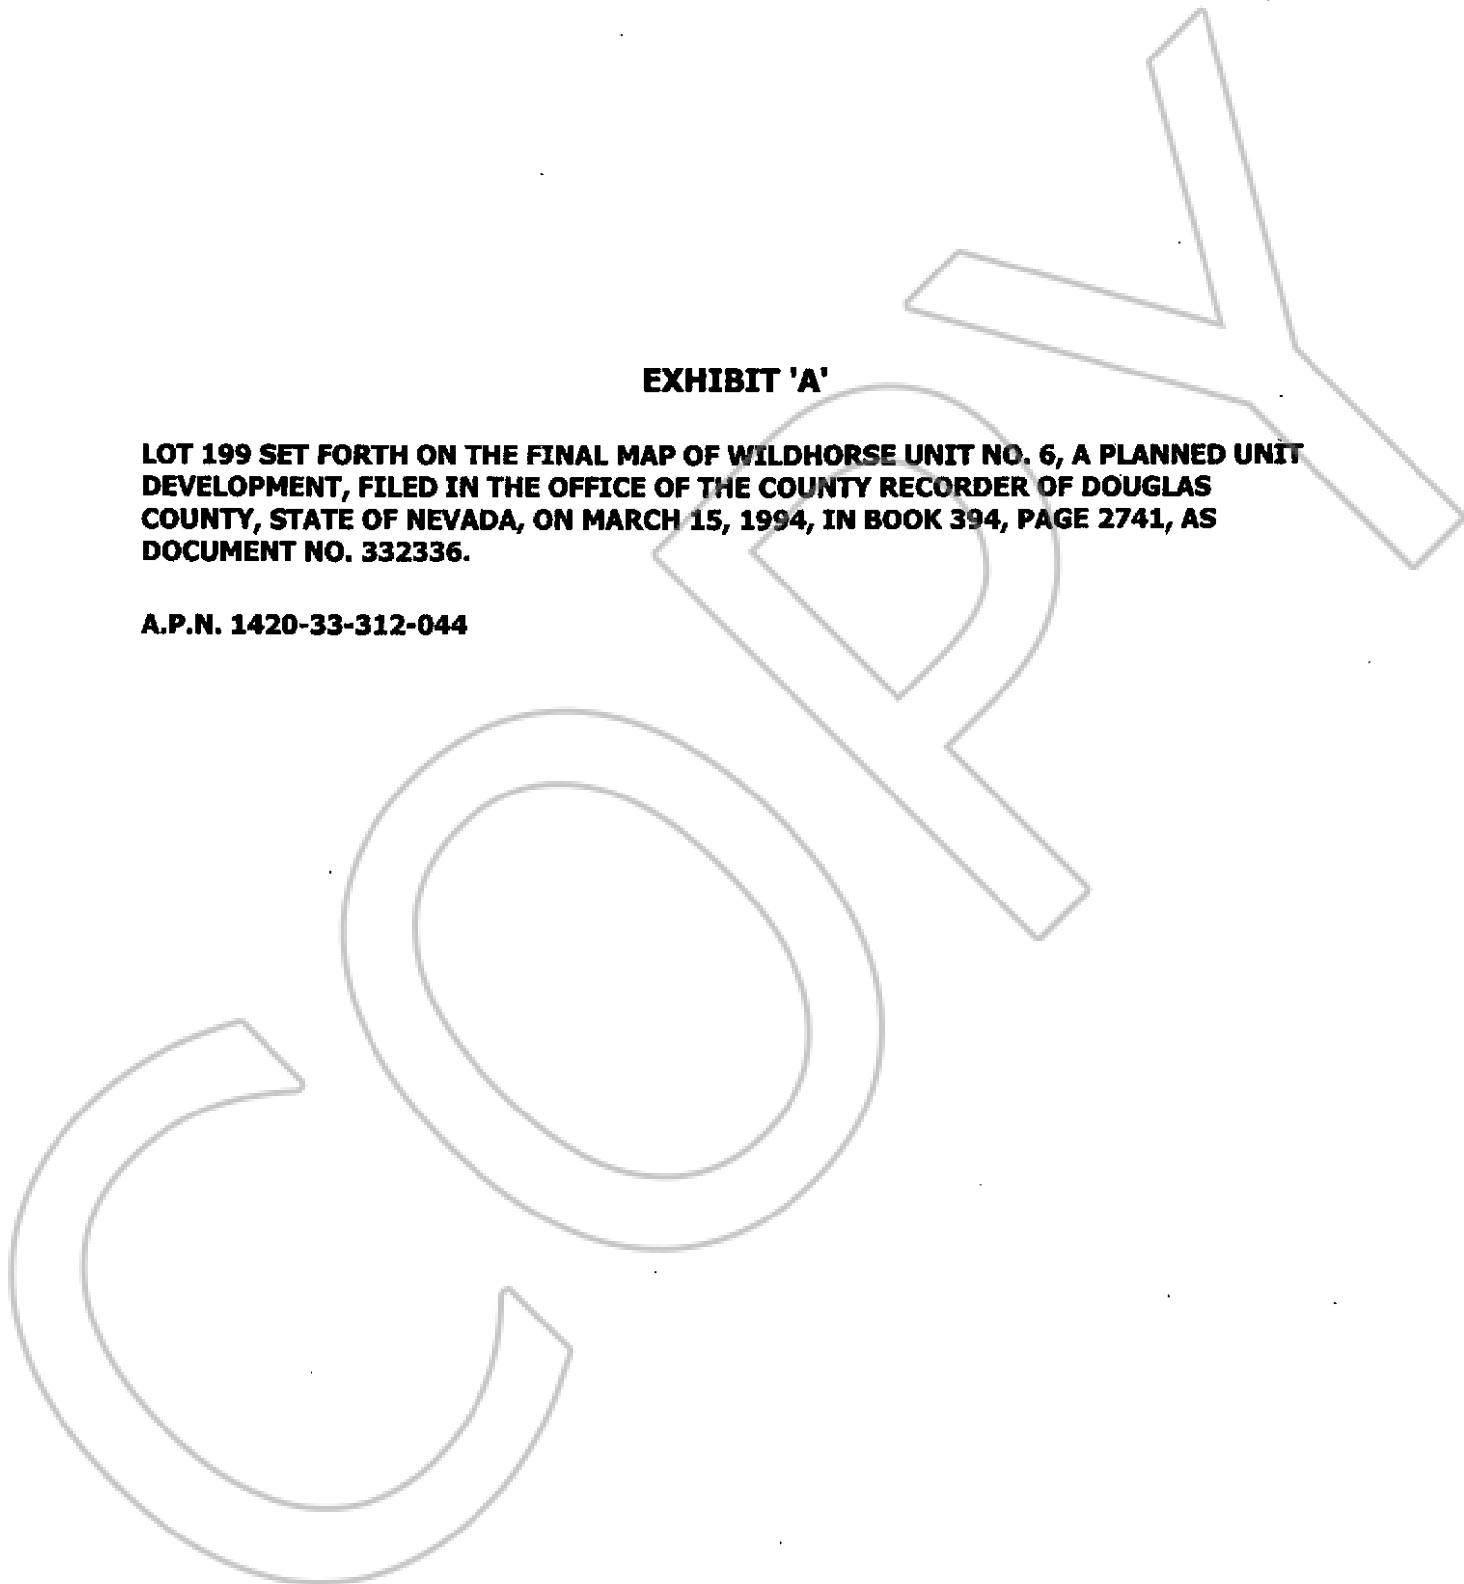 EXHIBIT 'A'
LOT 199 SET FORTH ON THE FINAL MAP OF WILDHORSE UNIT NO. 6, A PLANNED UNIT
DEVELOPMENT, FILED IN THE OFFICE OF THE COUNTY RECORDER OF DOUGLAS
COUNTY, STATE OF NEVADA, ON MARCH 15, 1994, IN BOOK 394, PAGE 2741, AS
DOCUMENT NO. 332336.
A.P.N. 1420-33-312-044
COPY